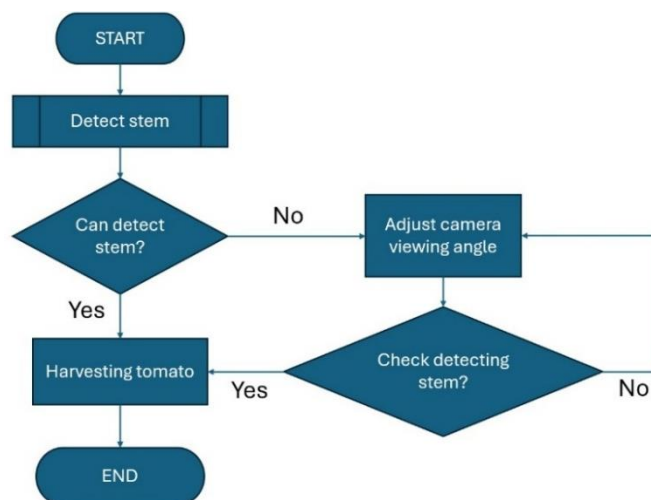 START
Detect stem
Can detect
stem?
No
Adjust camera
viewing angle
Yes
Harvesting tomato
Yes
Check detecting
stem?
No
END